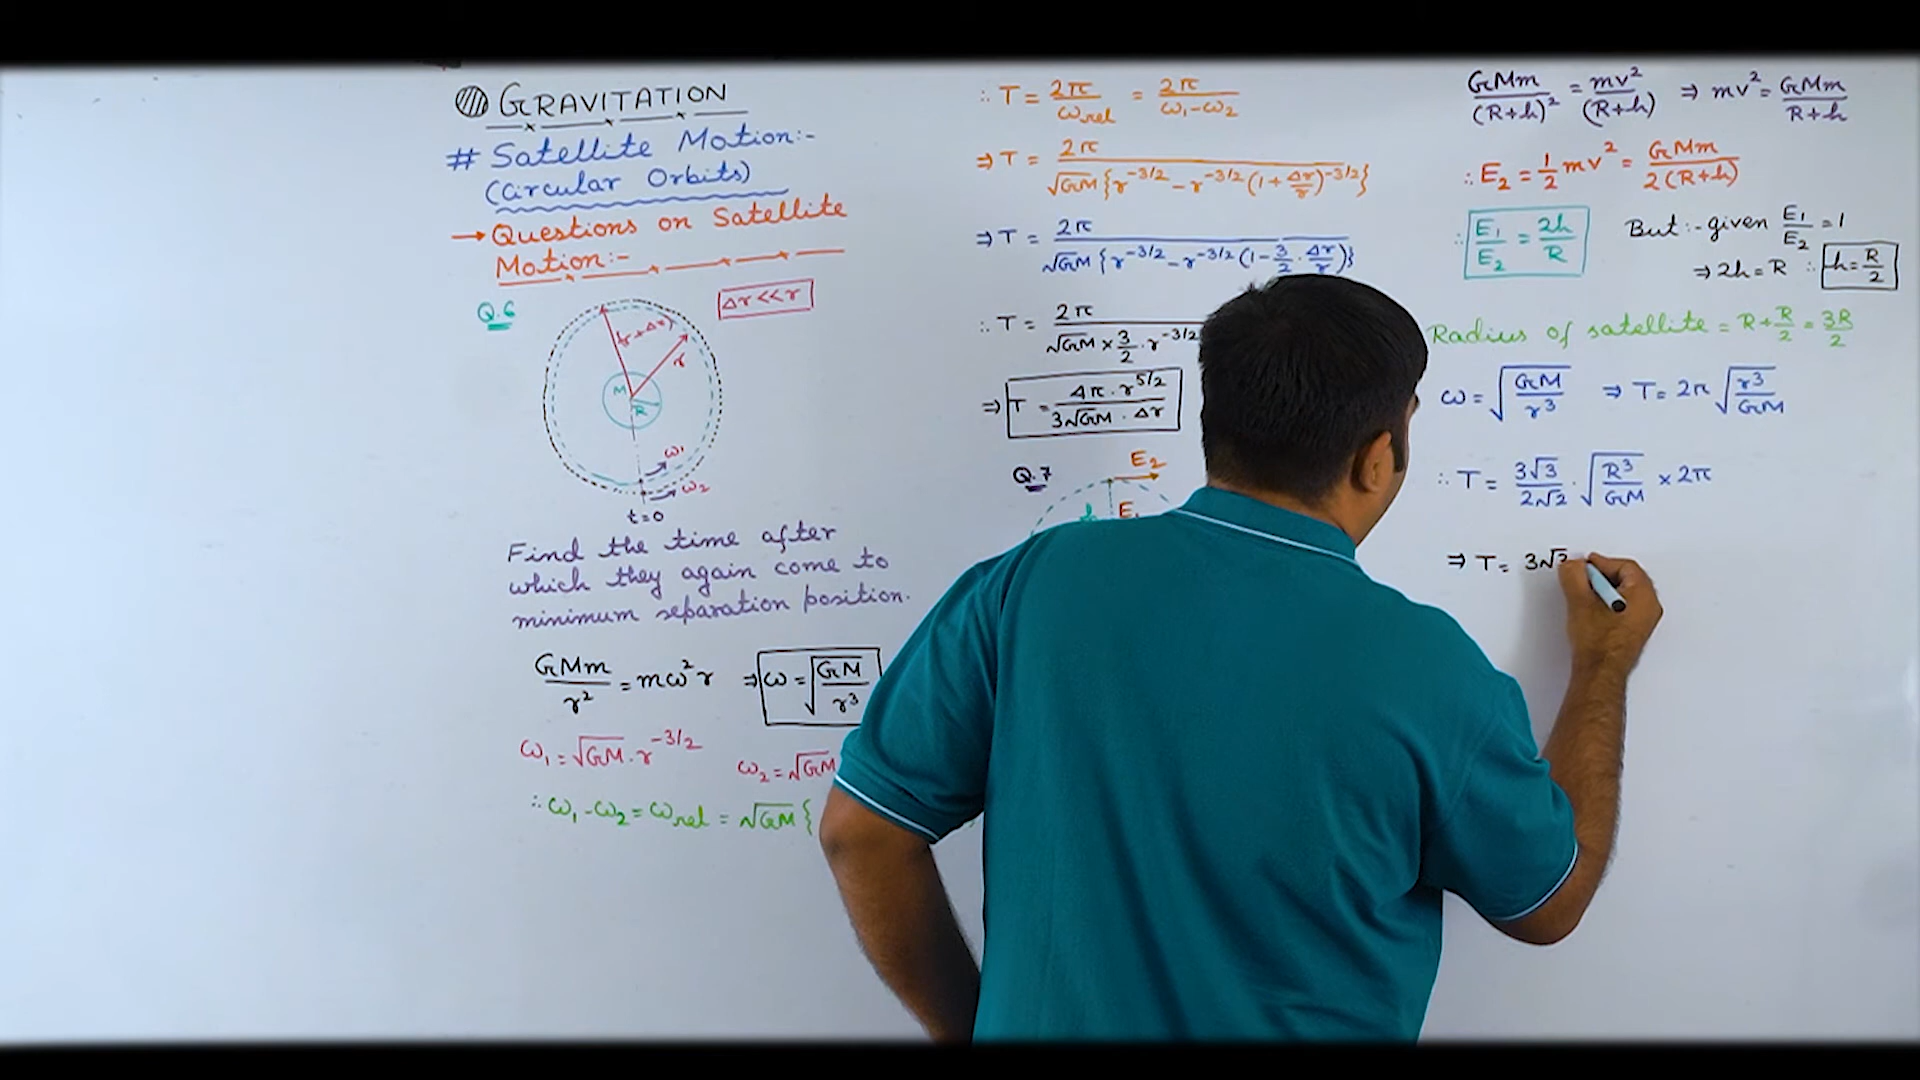 GRAVITATION
# Satellite Motion:-
(Circular Orbits)
→ Questions on Satellite
Motion:-
Q.6
Δr<<r
(r+Δr)
r
M
R
ω₁
ω₂
t=0
Find the time after
which they again come to
minimum separation position.
GMm/r² = mω²r ⇒ ω = √(GM/r³)
ω₁ = √GM · r^(-3/2) ω₂ = √GM
∴ ω₁ - ω₂ = ω rel = √GM {
∴ T = 2π/ω rel = 2π/(ω₁-ω₂)
⇒ T = 2π/(√GM {r^(-3/2) - r^(-3/2) (1+Δr/r)^(-3/2)})
⇒ T = 2π/(√GM {r^(-3/2) - r^(-3/2) (1-3/2 · Δr/r)})
∴ T = 2π/(√GM × 3/2 · r^(-3/2)
⇒ T = 4π · r^(5/2)/(3√GM · Δr)
Q.7
E₂
h
E₁
GMm/(R+h)² = mv²/(R+h) ⇒ mv² = GMm/(R+h)
∴ E₂ = 1/2 mv² = GMm/(2(R+h))
∴ E₁/E₂ = 2h/R But:- given E₁/E₂ = 1
⇒ 2h = R ∴ h = R/2
Radius of satellite = R + R/2 = 3R/2
ω = √(GM/r³) ⇒ T = 2π √(r³/GM)
∴ T = 3√3/2√2 · √(R³/GM) × 2π
⇒ T = 3√3